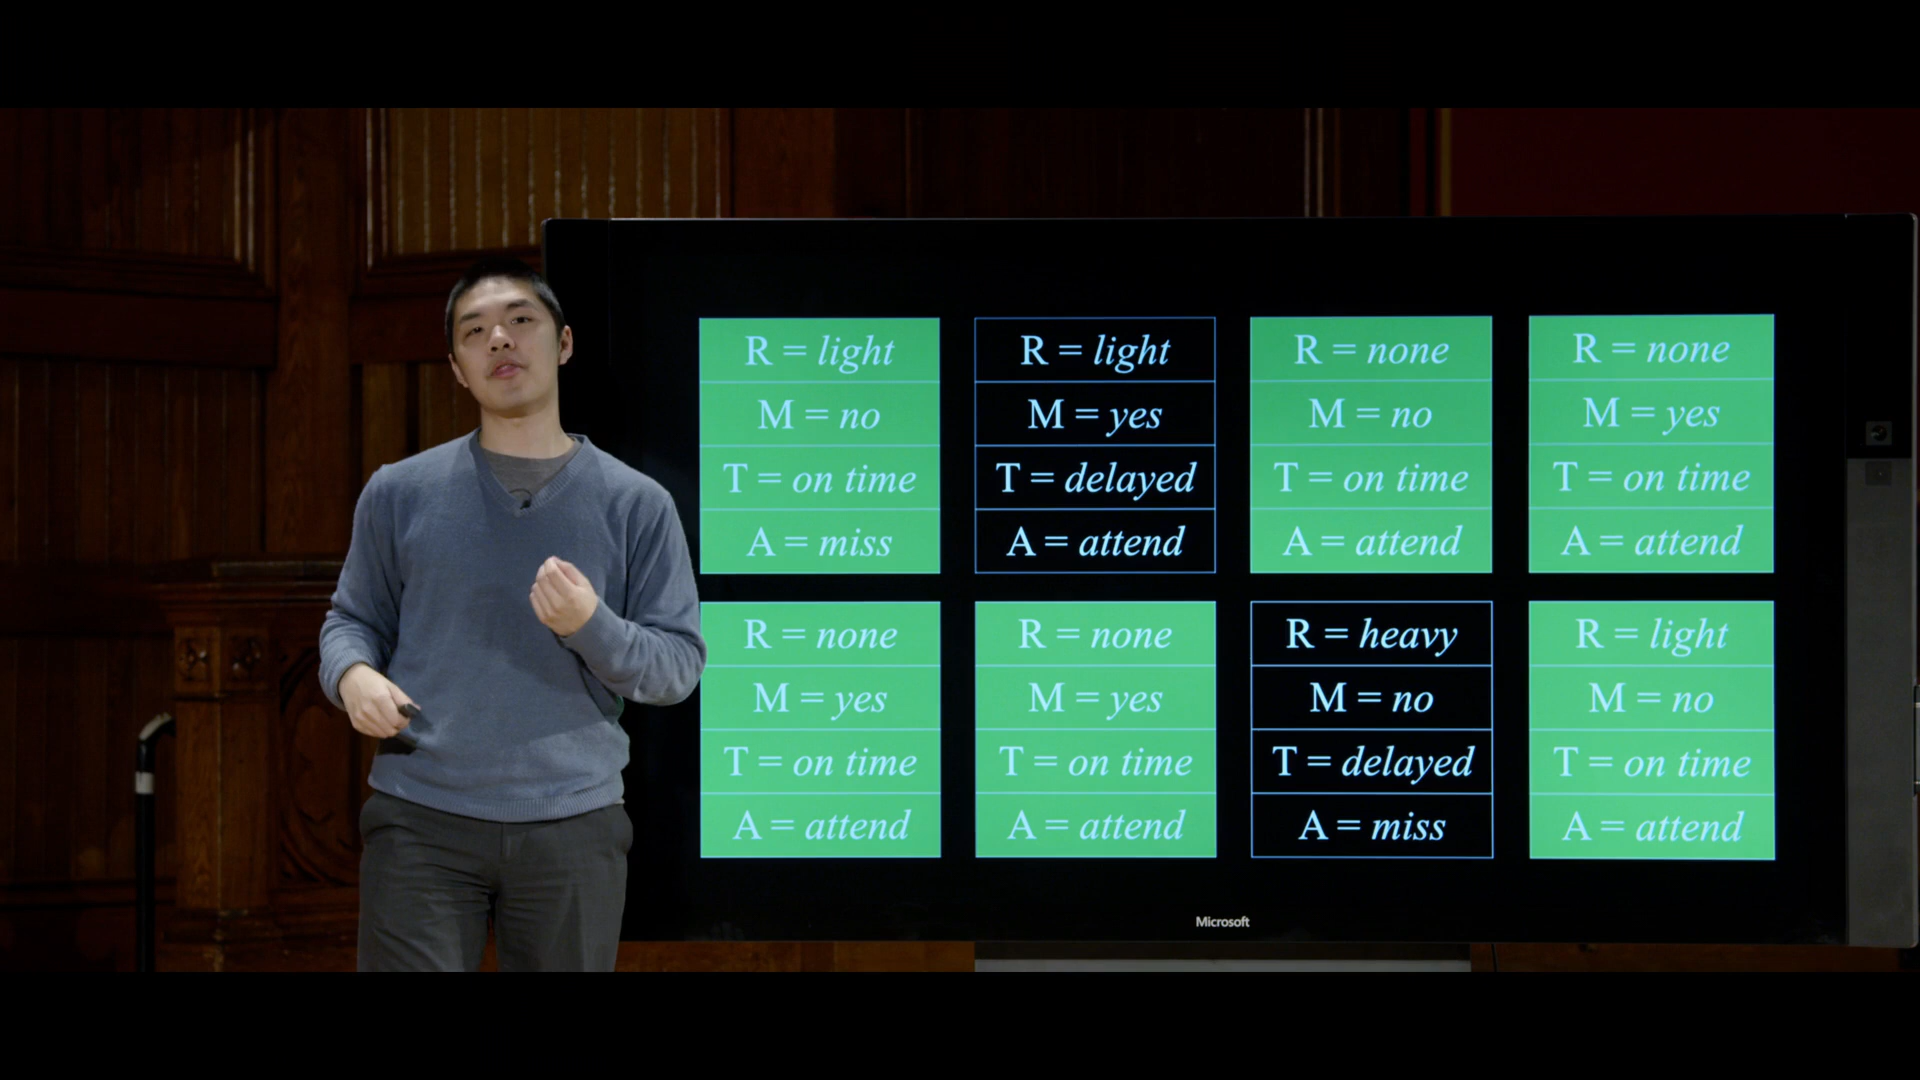 R = light
M = no
T = on time
A = miss
R = light
M = yes
T = delayed
A = attend
R = none
M = no
T = on time
A = attend
R = none
M = yes
T = on time
A = attend
R = none
M = yes
T = on time
A = attend
R = none
M = yes
T = on time
A = attend
R = heavy
M = no
T = delayed
A = miss
R = light
M = no
T = on time
A = attend
Microsoft